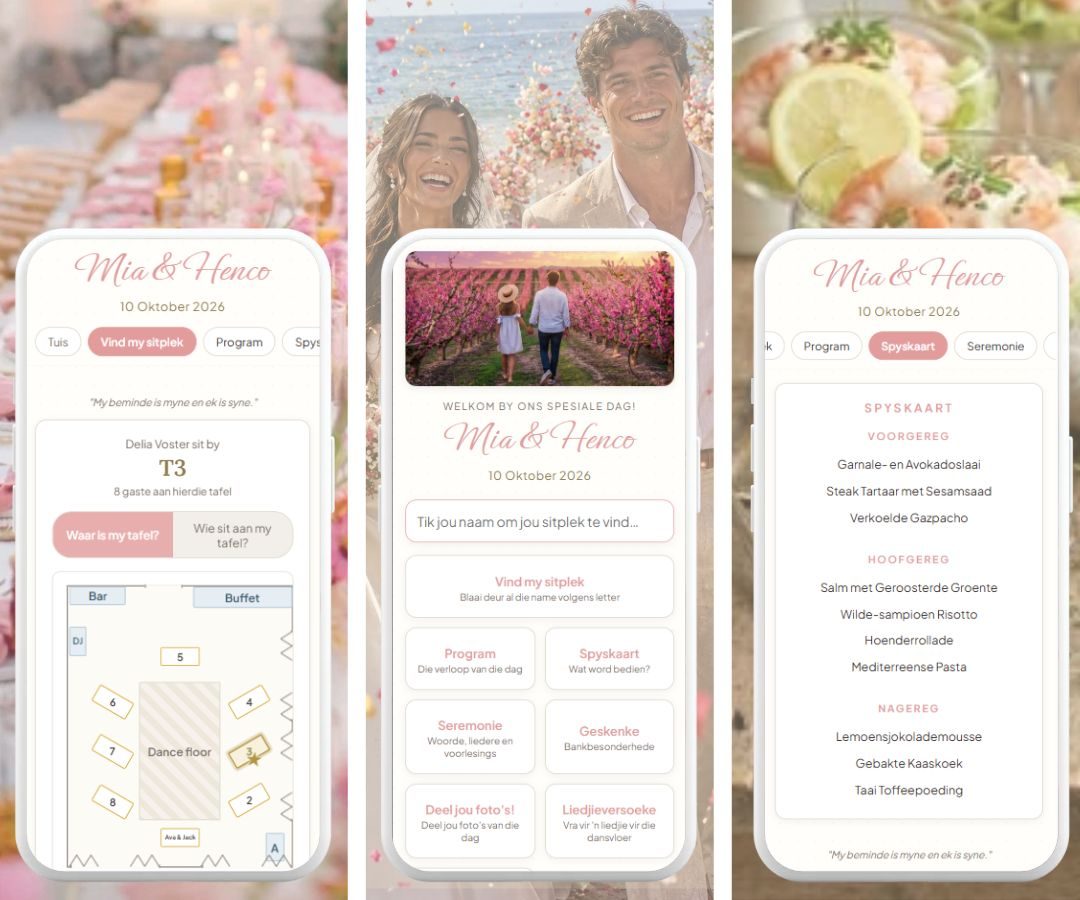 Mia & Henco
10 Oktober 2026
Tuis
Vind my sitplek
Program
Spys
"My beminde is myne en ek is syne."
Delia Voster sit by
T3
8 gaste aan hierdie tafel
Waar is my tafel?
Wie sit aan my
tafel?
Bar
Buffet
DJ
5
6
4
Dance floor
7
3
8
2
Ava & Jack
A
WELKOM BY ONS SPESIALE DAG!
Mia & Henco
10 Oktober 2026
Tik jou naam om jou sitplek te vind...
Vind my sitplek
Blaai deur al die name volgens letter
Program
Die verloop van die dag
Spyskaart
Wat word bedien?
Seremonie
Woorde, liedere en
voorlesings
Geskenke
Bankbesonderhede
Deel jou foto's!
Deel jou foto's van die
dag
Liedjieversoeke
Vra vir 'n liedjie vir die
dansvloer
Mia & Henco
10 Oktober 2026
ek
Program
Spyskaart
Seremonie
SPYSKAART
VOORGEREG
Garnale- en Avokadoslaai
Steak Tartaar met Sesamsaad
Verkoelde Gazpacho
HOOFGEREG
Salm met Geroosterde Groente
Wilde-sampioen Risotto
Hoenderrollade
Mediterreense Pasta
NAGEREG
Lemoensjokolademousse
Gebakte Kaaskoek
Taai Toffeepoeding
"My beminde is myne en ek is syne."